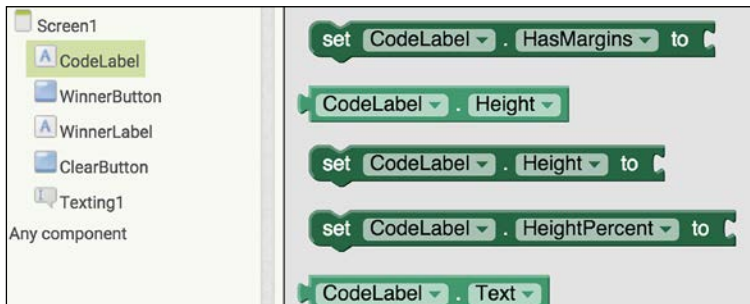 Screen1
CodeLabel
WinnerButton
WinnerLabel
ClearButton
Texting1
Any component
set CodeLabel . HasMargins to
CodeLabel . Height
set CodeLabel . Height to
set CodeLabel . HeightPercent to
CodeLabel . Text